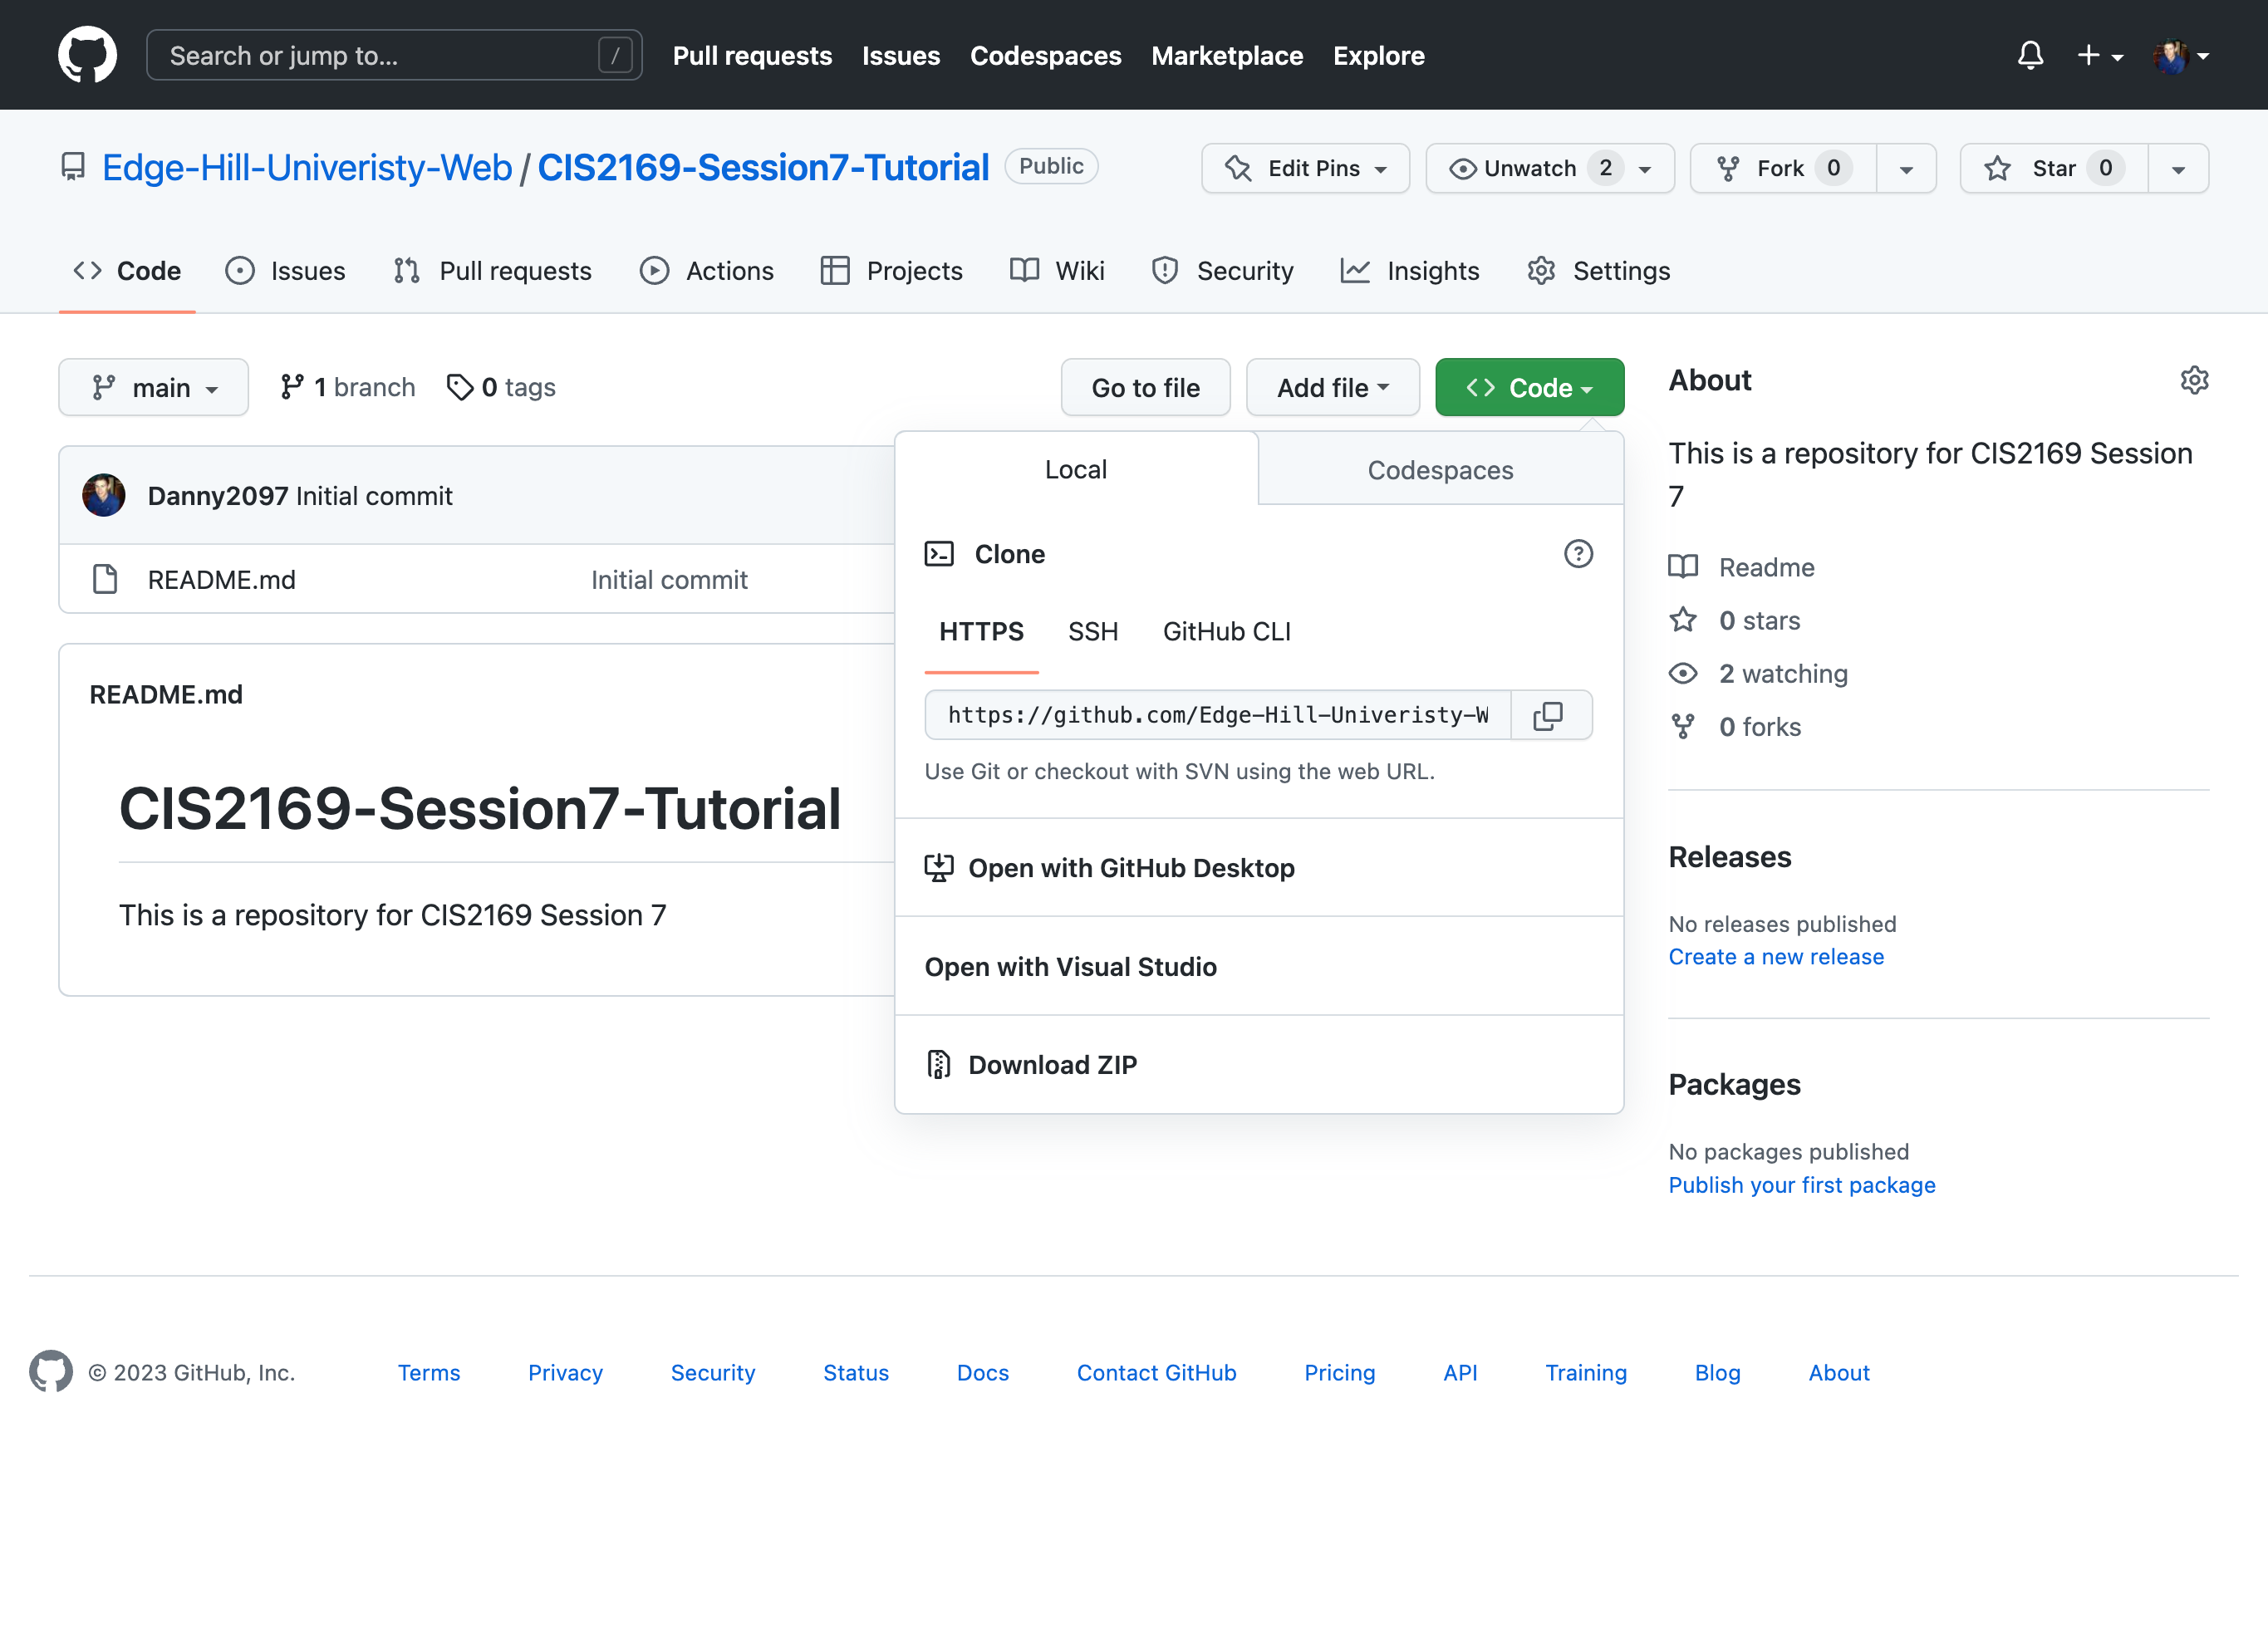 Search or jump to... /
Pull requests Issues Codespaces Marketplace Explore
Edge-Hill-Univeristy-Web / CIS2169-Session7-Tutorial Public
Edit Pins Unwatch 2 Fork 0 Star 0
Code Issues Pull requests Actions Projects Wiki Security Insights Settings
main 1 branch 0 tags
Go to file Add file Code
Danny2097 Initial commit
README.md Initial commit
README.md
CIS2169-Session7-Tutorial
This is a repository for CIS2169 Session 7
Local Codespaces
Clone
HTTPS SSH GitHub CLI
https://github.com/Edge-Hill-Univeristy-W
Use Git or checkout with SVN using the web URL.
Open with GitHub Desktop
Open with Visual Studio
Download ZIP
About
This is a repository for CIS2169 Session
7
Readme
0 stars
2 watching
0 forks
Releases
No releases published
Create a new release
Packages
No packages published
Publish your first package
© 2023 GitHub, Inc. Terms Privacy Security Status Docs Contact GitHub Pricing API Training Blog About